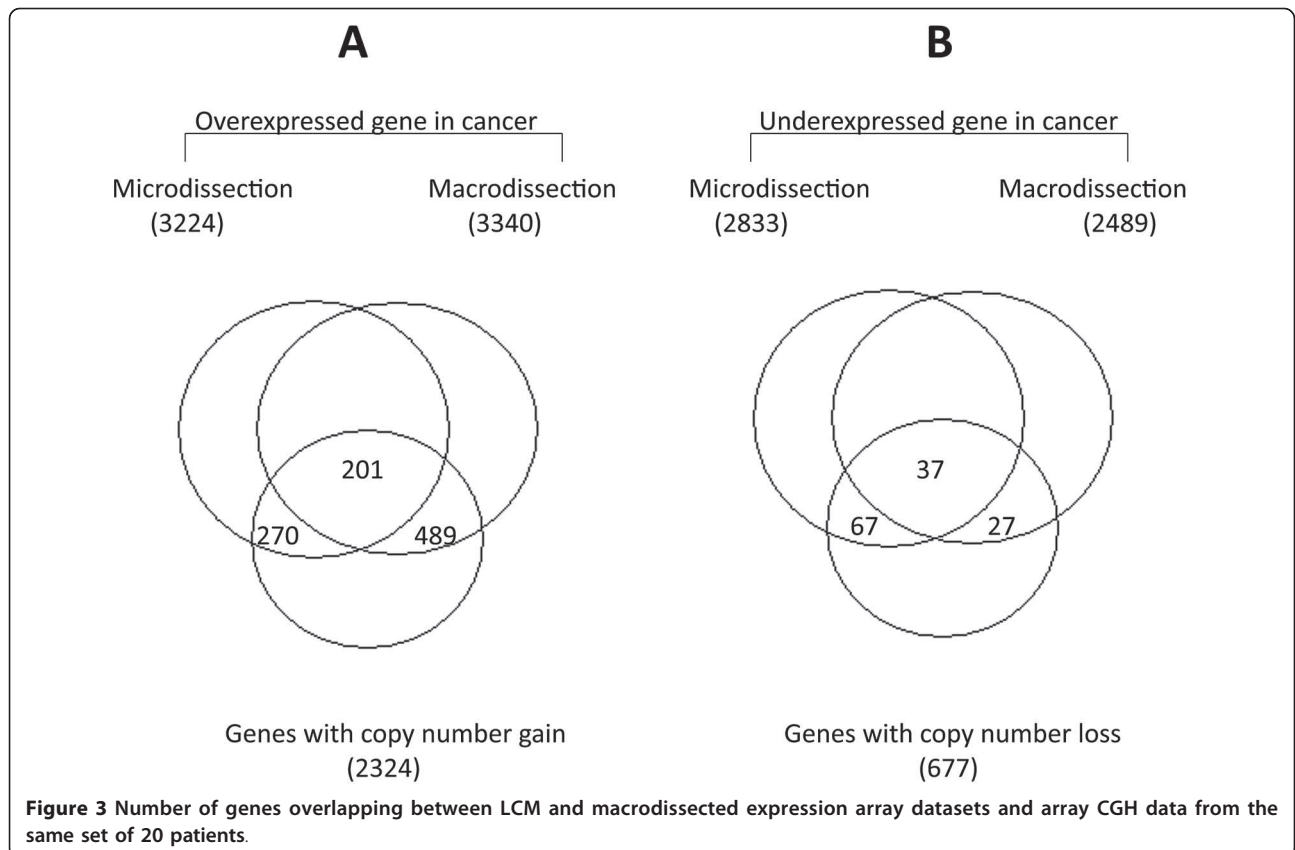 A
B
Overexpressed gene in cancer
Underexpressed gene in cancer
Microdissection
(3224)
Macrodissection
(3340)
Microdissection
(2833)
Macrodissection
(2489)
201
270
489
37
67
27
Genes with copy number gain
(2324)
Genes with copy number loss
(677)
Figure 3 Number of genes overlapping between LCM and macrodissected expression array datasets and array CGH data from the
same set of 20 patients.